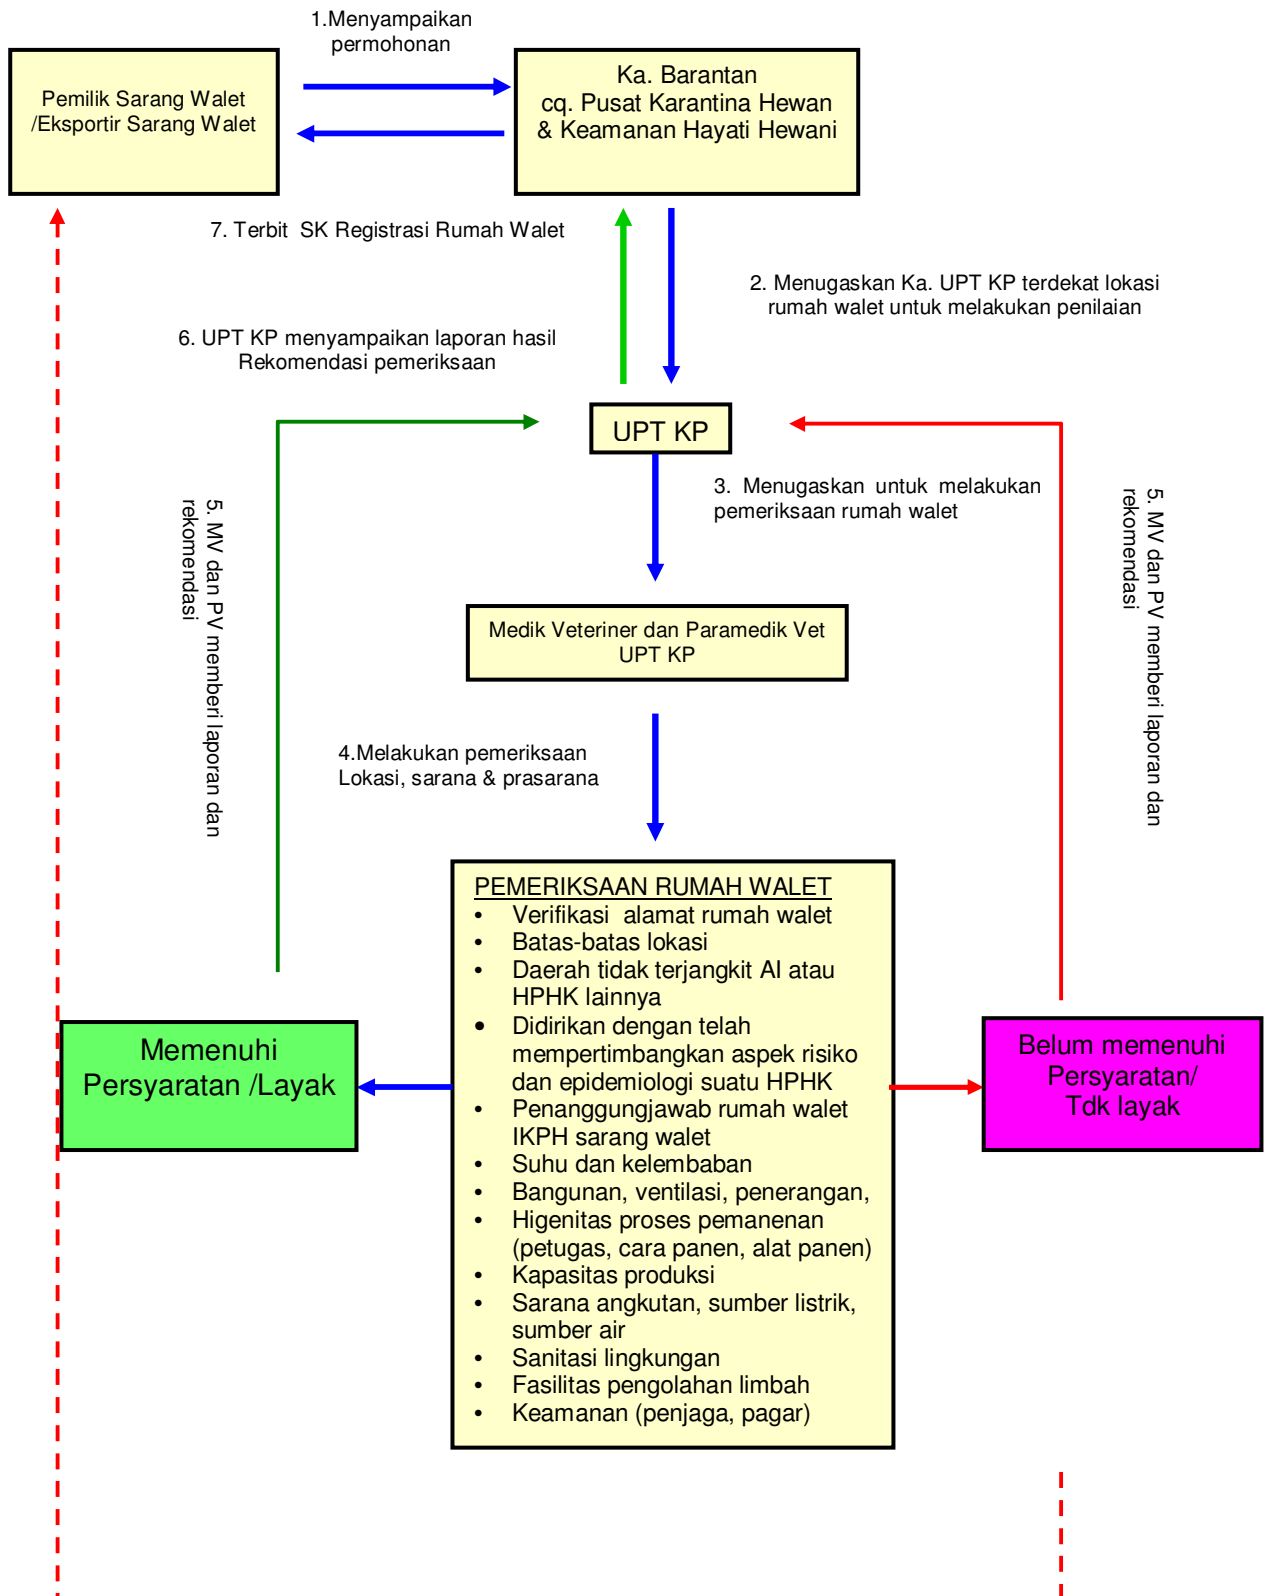 1.Menyampaikan
permohonan
Pemilik Sarang Walet
/Eksportir Sarang Walet
Ka. Barantan
cq. Pusat Karantina Hewan
& Keamanan Hayati Hewani
7. Terbit SK Registrasi Rumah Walet
2. Menugaskan Ka. UPT KP terdekat lokasi
rumah walet untuk melakukan penilaian
6. UPT KP menyampaikan laporan hasil
Rekomendasi pemeriksaan
UPT KP
3. Menugaskan untuk melakukan
pemeriksaan rumah walet
5. MV dan PV memberi laporan dan
rekomendasi
5. MV dan PV memberi laporan dan
rekomendasi
Medik Veteriner dan Paramedik Vet
UPT KP
4.Melakukan pemeriksaan
Lokasi, sarana & prasarana
PEMERIKSAAN RUMAH WALET
• Verifikasi alamat rumah walet
• Batas-batas lokasi
• Daerah tidak terjangkit AI atau
HPHK lainnya
• Didirikan dengan telah
mempertimbangkan aspek risiko
dan epidemiologi suatu HPHK
• Penanggungjawab rumah walet
IKPH sarang walet
• Suhu dan kelembaban
• Bangunan, ventilasi, penerangan,
• Higenitas proses pemanenan
(petugas, cara panen, alat panen)
• Kapasitas produksi
• Sarana angkutan, sumber listrik,
sumber air
• Sanitasi lingkungan
• Fasilitas pengolahan limbah
• Keamanan (penjaga, pagar)
Memenuhi
Persyaratan /Layak
Belum memenuhi
Persyaratan/
Tdk layak